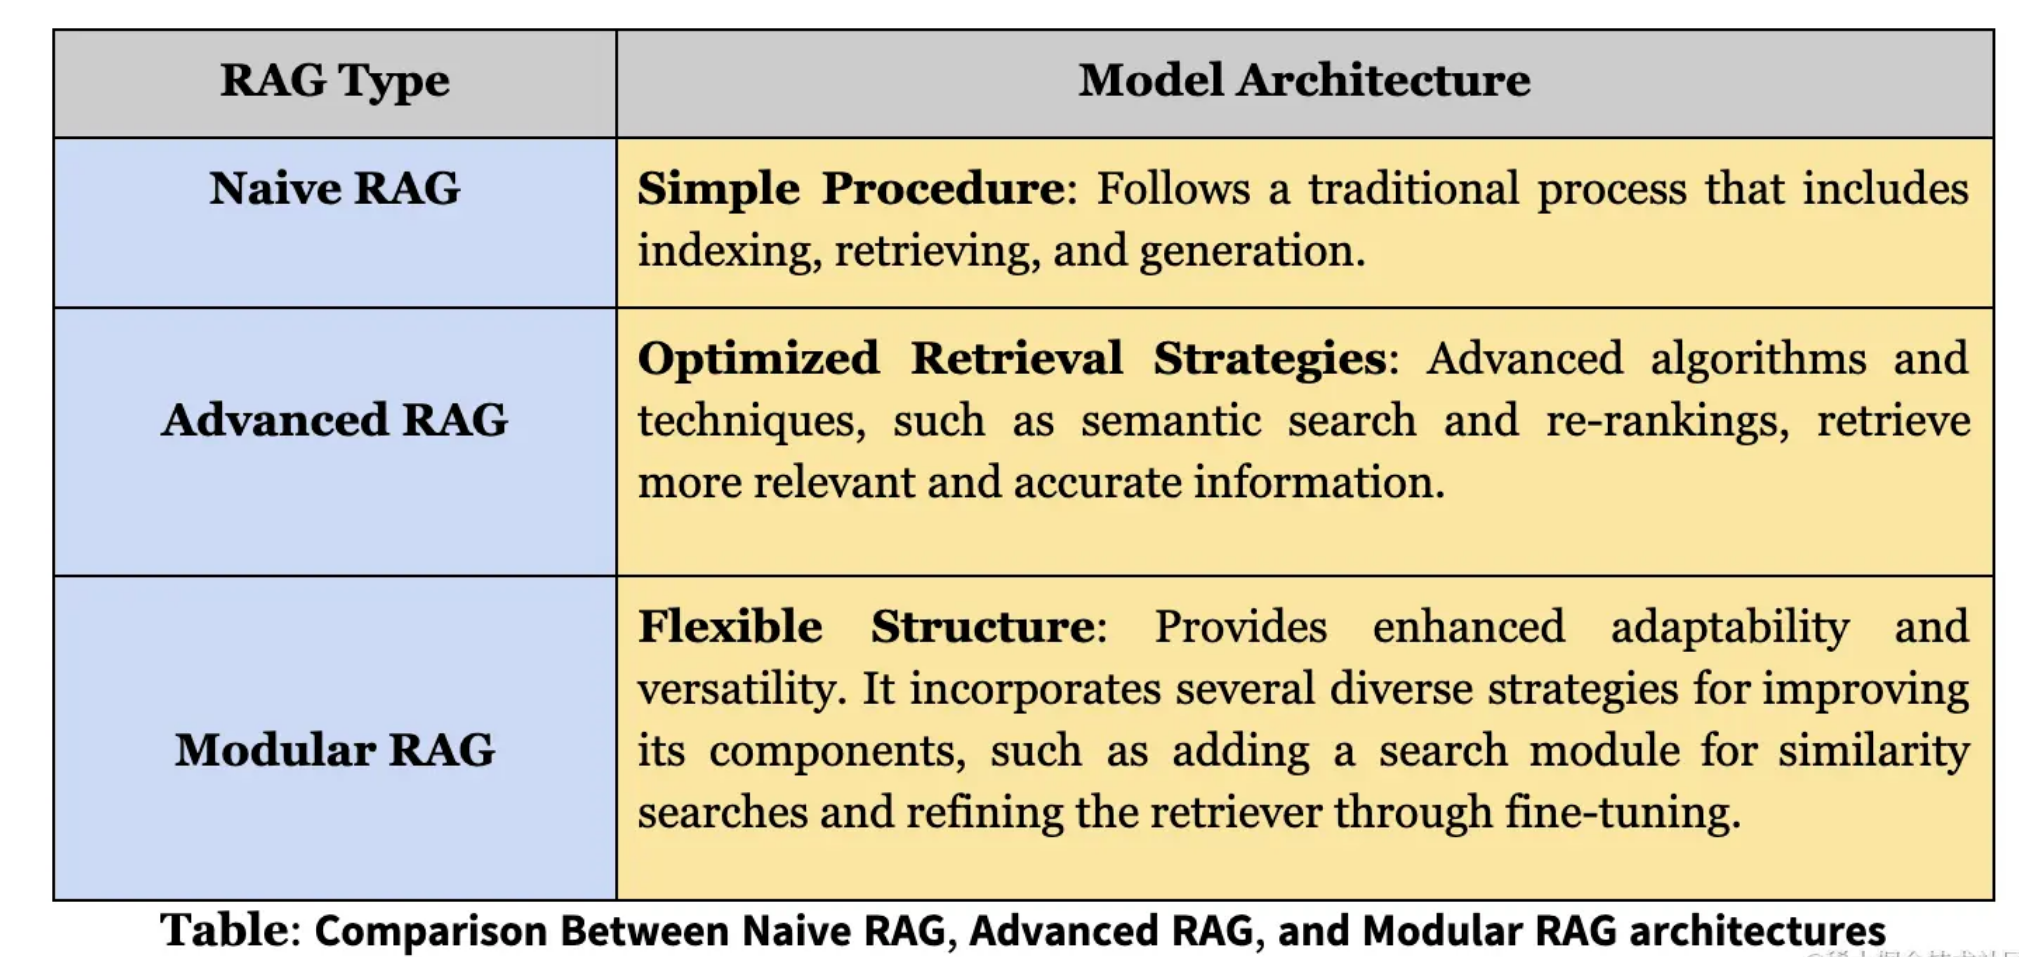 RAG Type
Model Architecture
Naive RAG
Simple Procedure: Follows a traditional process that includes
indexing, retrieving, and generation.
Advanced RAG
Optimized Retrieval Strategies: Advanced algorithms and
techniques, such as semantic search and re-rankings, retrieve
more relevant and accurate information.
Modular RAG
Flexible Structure: Provides enhanced adaptability and
versatility. It incorporates several diverse strategies for improving
its components, such as adding a search module for similarity
searches and refining the retriever through fine-tuning.
Table: Comparison Between Naive RAG, Advanced RAG, and Modular RAG architectures